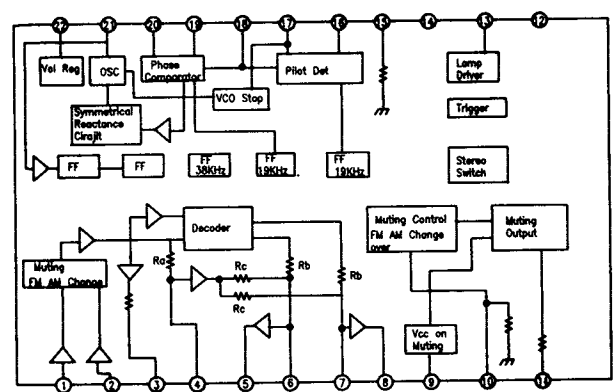 22 21 20 19 18 17 16 15 14 13 12
Vol Reg
OSC
Phase
Comporator
Pilot Det
Lamp
Driver
VCO Stop
Symmetrical
Reactance
Cirajit
Trigger
FF
FF
FF
38KHz
FF
19KHz
FF
19KHz
Stereo
Switch
Decoder
Muting Control
FM AM Change
over
Muting
Output
Muting
FM AM Change
Ra
Rc
Rb
Rb
Rc
Vcc on
Muting
1 2 3 4 5 6 7 8 9 10 11